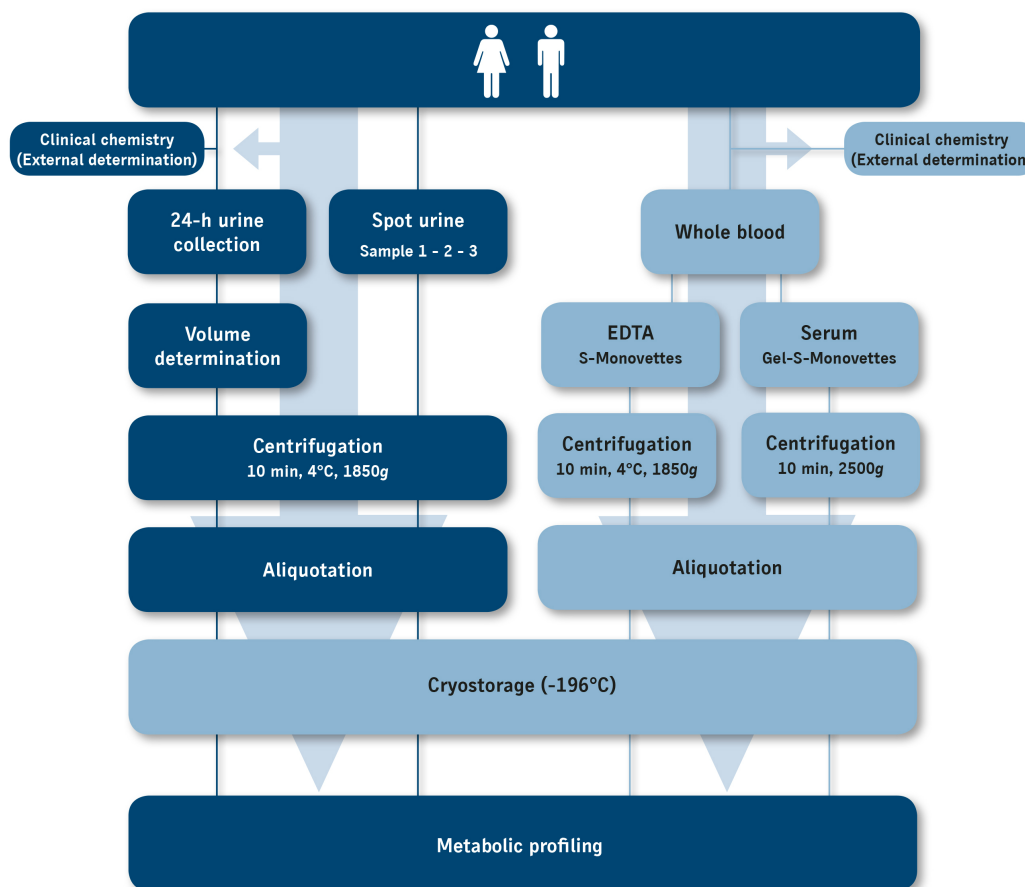 Clinical chemistry
(External determination)
Clinical chemistry
(External determination
24-h urine
collection
Spot urine
Sample 1 - 2 - 3
Whole blood
Volume
determination
EDTA
S-Monovettes
Serum
Gel-S-Monovettes
Centrifugation
10 min, 4°C, 1850g
Centrifugation
10 min, 4°C, 1850g
Centrifugation
10 min, 2500g
Aliquotation
Aliquotation
Cryostorage (-196°C)
Metabolic profiling